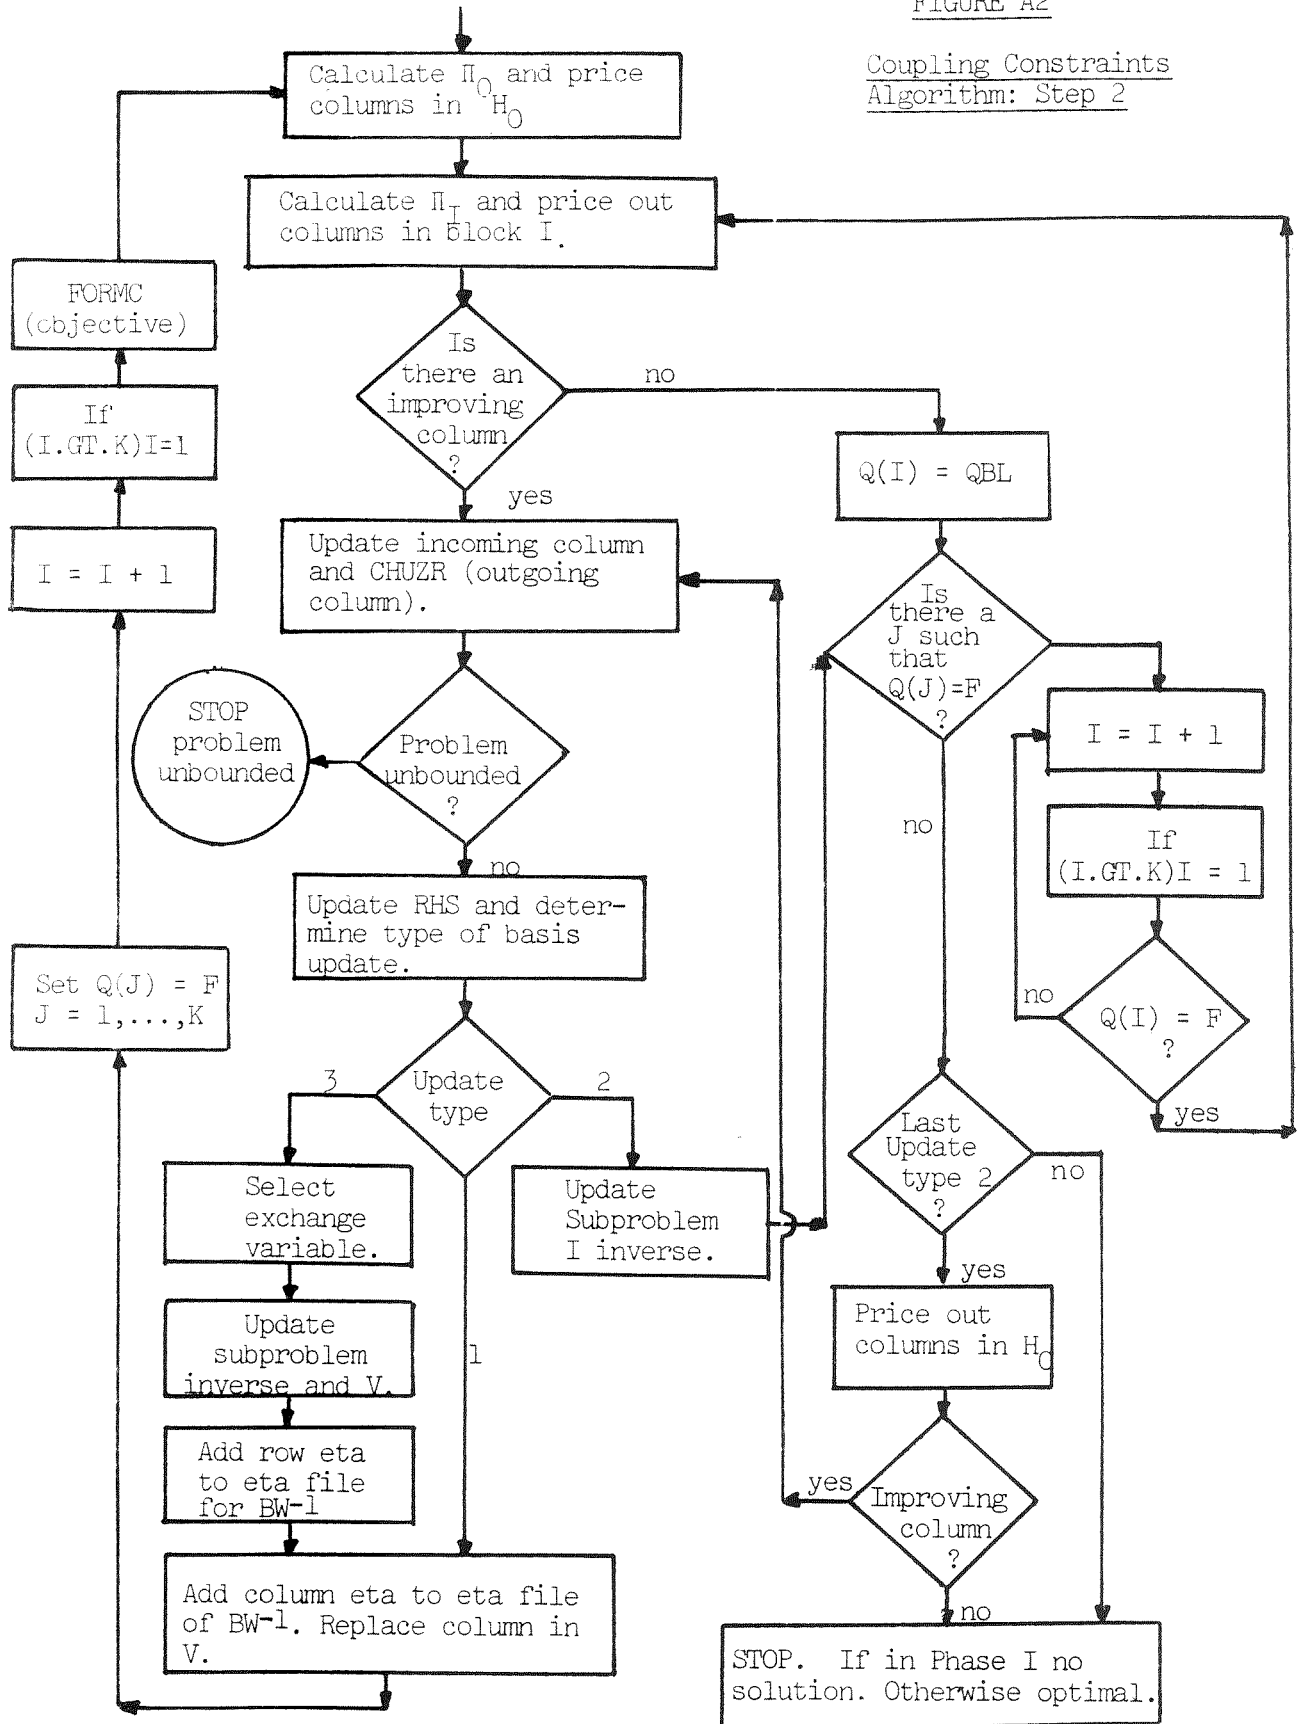 FIGURE A2
Coupling Constraints
Algorithm: Step 2
Calculate Π0 and price
columns in H0
Calculate ΠI and price out
columns in block I.
FORMC
(objective)
If
(I.GT.K)I=1
I = I + 1
Set Q(J) = F
J = 1,...,K
Is
there an
improving
column
?
no
yes
Q(I) = QBL
Update incoming column
and CHUZR (outgoing
column).
Is
there a
J such
that
Q(J)=F
?
no
I = I + 1
If
(I.GT.K)I = 1
Q(I) = F
?
no
yes
STOP
problem
unbounded
Problem
unbounded
?
no
Update RHS and deter-
mine type of basis
update.
Update
type
3
2
1
Select
exchange
variable.
Update
subproblem
inverse and V.
Add row eta
to eta file
for BW-1
Update
Subproblem
I inverse.
Add column eta to eta file
of BW-1. Replace column in
V.
Last
Update
type 2
?
no
yes
Price out
columns in H0
Improving
column
?
yes
no
STOP. If in Phase I no
solution. Otherwise optimal.